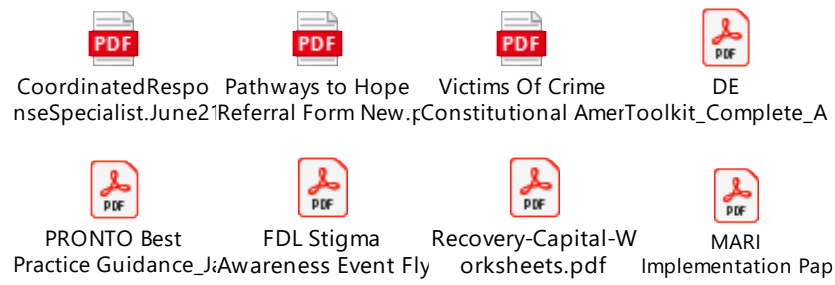 PDF PDF PDF PDF
CoordinatedRespo Pathways to Hope Victims Of Crime DE
nseSpecialist.June21 Referral Form New.p Constitutional Amer Toolkit_Complete_A
PDF PDF PDF PDF
PRONTO Best FDL Stigma Recovery-Capital-W MARI
Practice Guidance_Ja Awareness Event Fly orksheets.pdf Implementation Pap